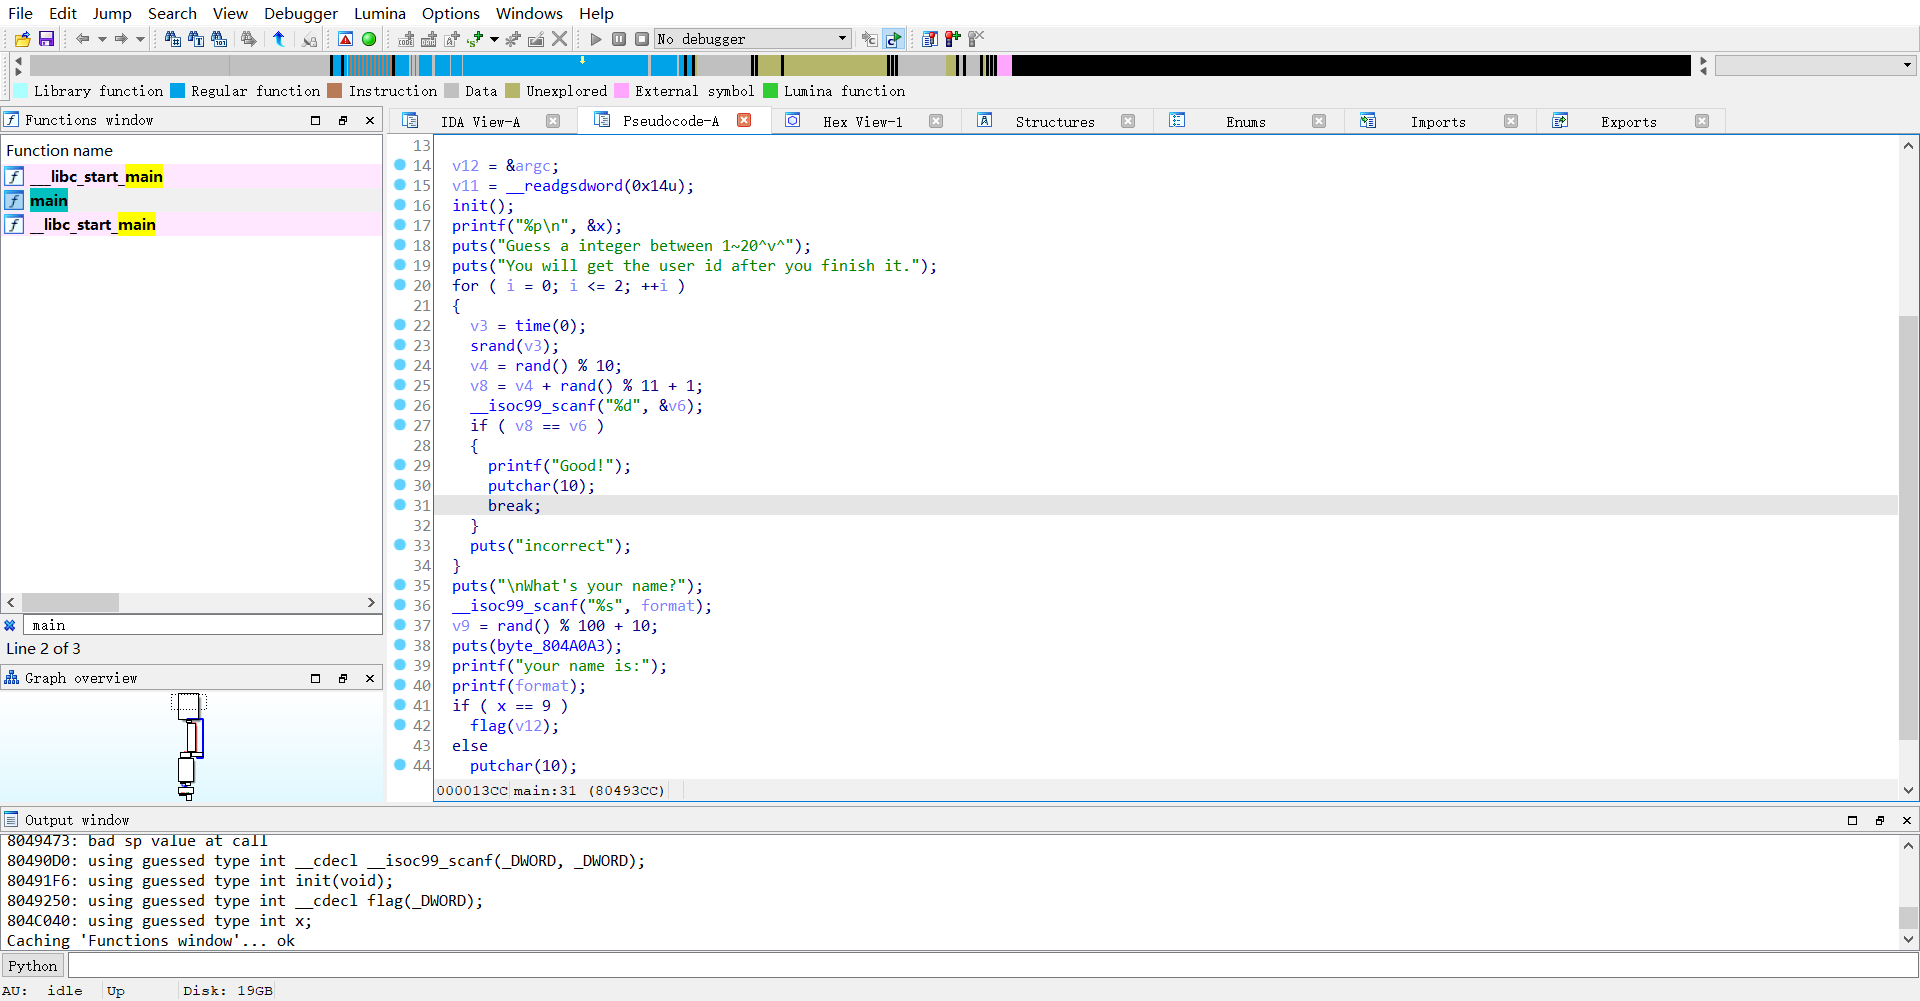 File Edit Jump Search View Debugger Lumina Options Windows Help
No debugger
Library function Regular function Instruction Data Unexplored External symbol Lumina function
Functions window
IDA View-A Pseudocode-A Hex View-1 Structures Enums Imports Exports
Function name
___libc_start_main
main
__libc_start_main
main
Line 2 of 3
Graph overview
13
14 v12 = &argc;
15 v11 = __readgsdword(0x14u);
16 init();
17 printf("%p\n", &x);
18 puts("Guess a integer between 1~20^v^");
19 puts("You will get the user id after you finish it.");
20 for ( i = 0; i <= 2; ++i )
21 {
22 v3 = time(0);
23 srand(v3);
24 v4 = rand() % 10;
25 v8 = v4 + rand() % 11 + 1;
26 __isoc99_scanf("%d", &v6);
27 if ( v8 == v6 )
28 {
29 printf("Good!");
30 putchar(10);
31 break;
32 }
33 puts("incorrect");
34 }
35 puts("\nWhat's your name?");
36 __isoc99_scanf("%s", format);
37 v9 = rand() % 100 + 10;
38 puts(byte_804A0A3);
39 printf("your name is:");
40 printf(format);
41 if ( x == 9 )
42 flag(v12);
43 else
44 putchar(10);
000013CC main:31 (80493CC)
Output window
8049473: bad sp value at call
80490D0: using guessed type int __cdecl __isoc99_scanf(_DWORD, _DWORD);
80491F6: using guessed type int init(void);
8049250: using guessed type int __cdecl flag(_DWORD);
804C040: using guessed type int x;
Caching 'Functions window'... ok
Python
AU: idle Up Disk: 19GB